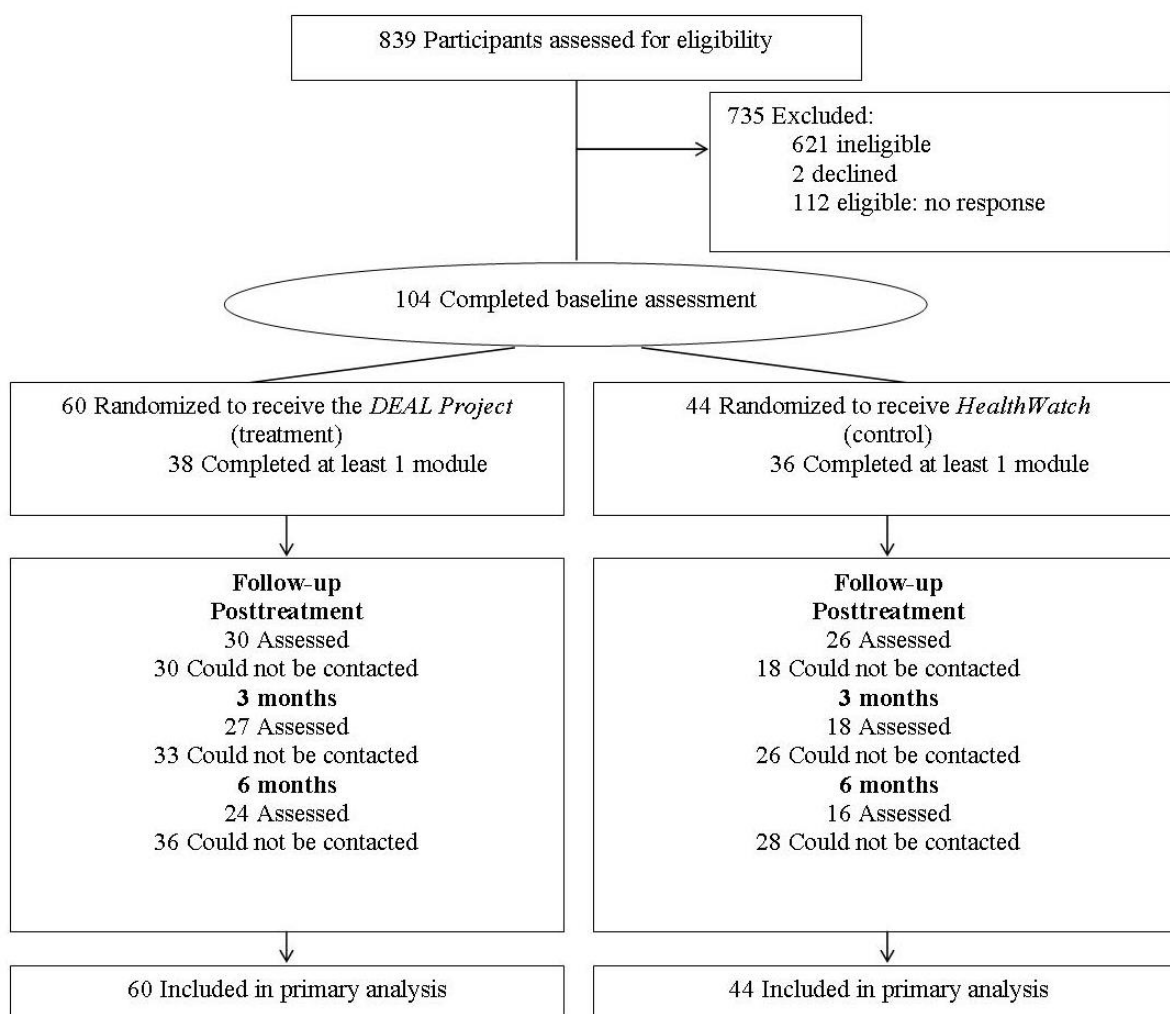 839 Participants assessed for eligibility
735 Excluded:
621 ineligible
2 declined
112 eligible: no response
104 Completed baseline assessment
60 Randomized to receive the DEAL Project
(treatment)
38 Completed at least 1 module
44 Randomized to receive HealthWatch
(control)
36 Completed at least 1 module
Follow-up
Posttreatment
30 Assessed
30 Could not be contacted
3 months
27 Assessed
33 Could not be contacted
6 months
24 Assessed
36 Could not be contacted
Follow-up
Posttreatment
26 Assessed
18 Could not be contacted
3 months
18 Assessed
26 Could not be contacted
6 months
16 Assessed
28 Could not be contacted
60 Included in primary analysis
44 Included in primary analysis